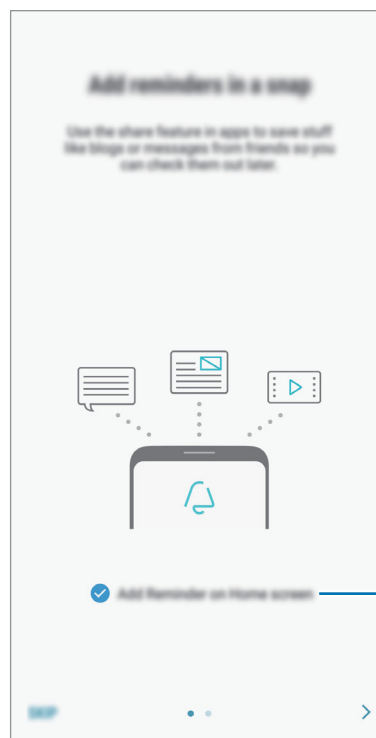 Add reminders in a snap
Use the share feature in apps to save stuff
like blogs or messages from friends so you
can check them out later.
Add Reminder on Home screen
SKIP